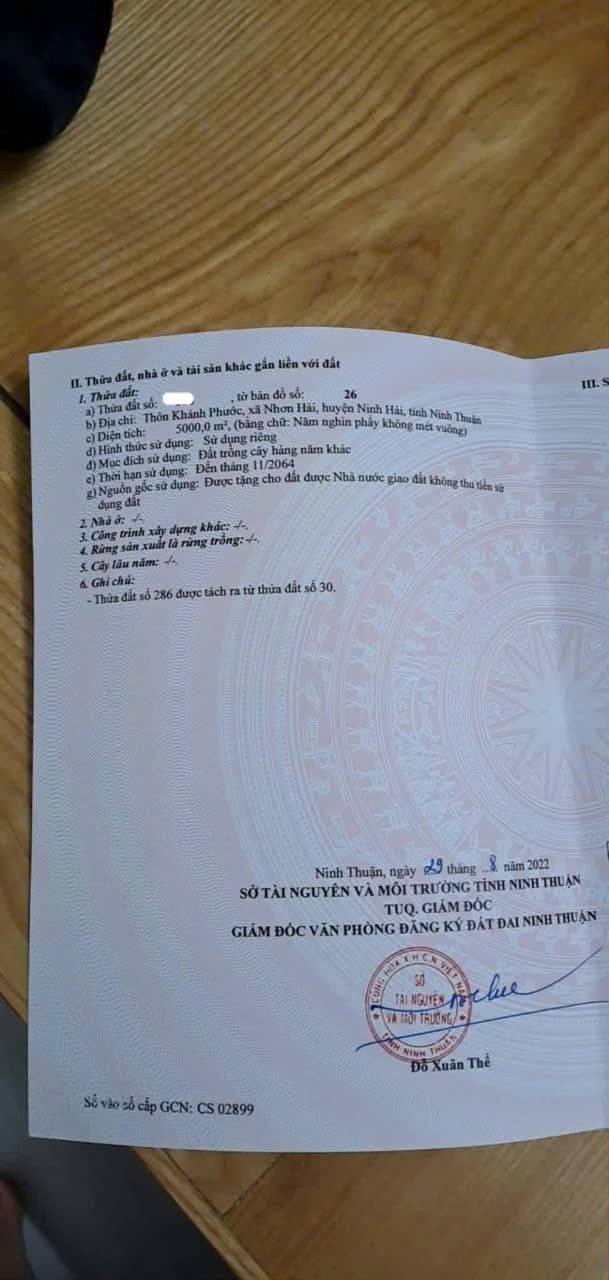 II. Thửa đất, nhà ở và tài sản khác gắn liền với đất
III. S
1. Thửa đất:
a) Thửa đất số: , tờ bản đồ số: 26
b) Địa chỉ: Thôn Khánh Phước, xã Nhơn Hải, huyện Ninh Hải, tỉnh Ninh Thuận
c) Diện tích: 5000,0 m², (bằng chữ: Năm nghìn phẩy không mét vuông)
d) Hình thức sử dụng: Sử dụng riêng
đ) Mục đích sử dụng: Đất trồng cây hàng năm khác
e) Thời hạn sử dụng: Đến tháng 11/2064
g) Nguồn gốc sử dụng: Được tặng cho đất được Nhà nước giao đất không thu tiền sử
dụng đất
2. Nhà ở: -/-.
3. Công trình xây dựng khác: -/-.
4. Rừng sản xuất là rừng trồng: -/-.
5. Cây lâu năm: -/-.
6. Ghi chú:
- Thửa đất số 286 được tách ra từ thửa đất số 30.
Ninh Thuận, ngày 29 tháng ..8. năm 2022
SỞ TÀI NGUYÊN VÀ MÔI TRƯỜNG TỈNH NINH THUẬN
TUQ. GIÁM ĐỐC
GIÁM ĐỐC VĂN PHÒNG ĐĂNG KÝ ĐẤT ĐAI NINH THUẬN
CỘNG HÒA X.H.C.N VIỆT NAM
SỞ
TÀI NGUYÊN
VÀ MÔI TRƯỜNG
TỈNH NINH THUẬN
Đỗ Xuân Thể
Số vào sổ cấp GCN: CS 02899